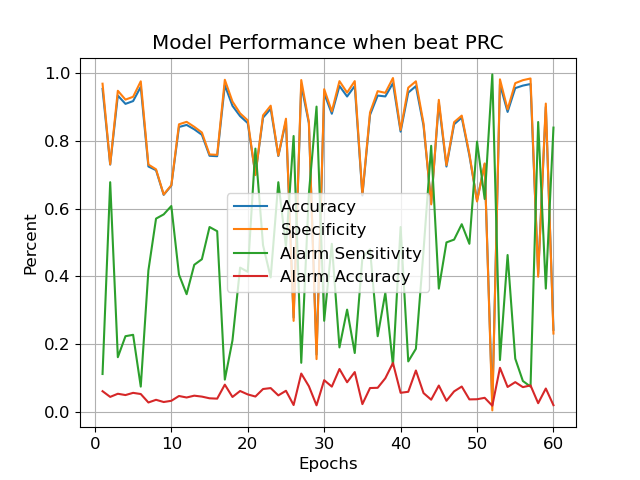 Model Performance when beat PRC
Percent
1.0
0.8
0.6
0.4
0.2
0.0
Accuracy
Specificity
Alarm Sensitivity
Alarm Accuracy
0 10 20 30 40 50 60
Epochs